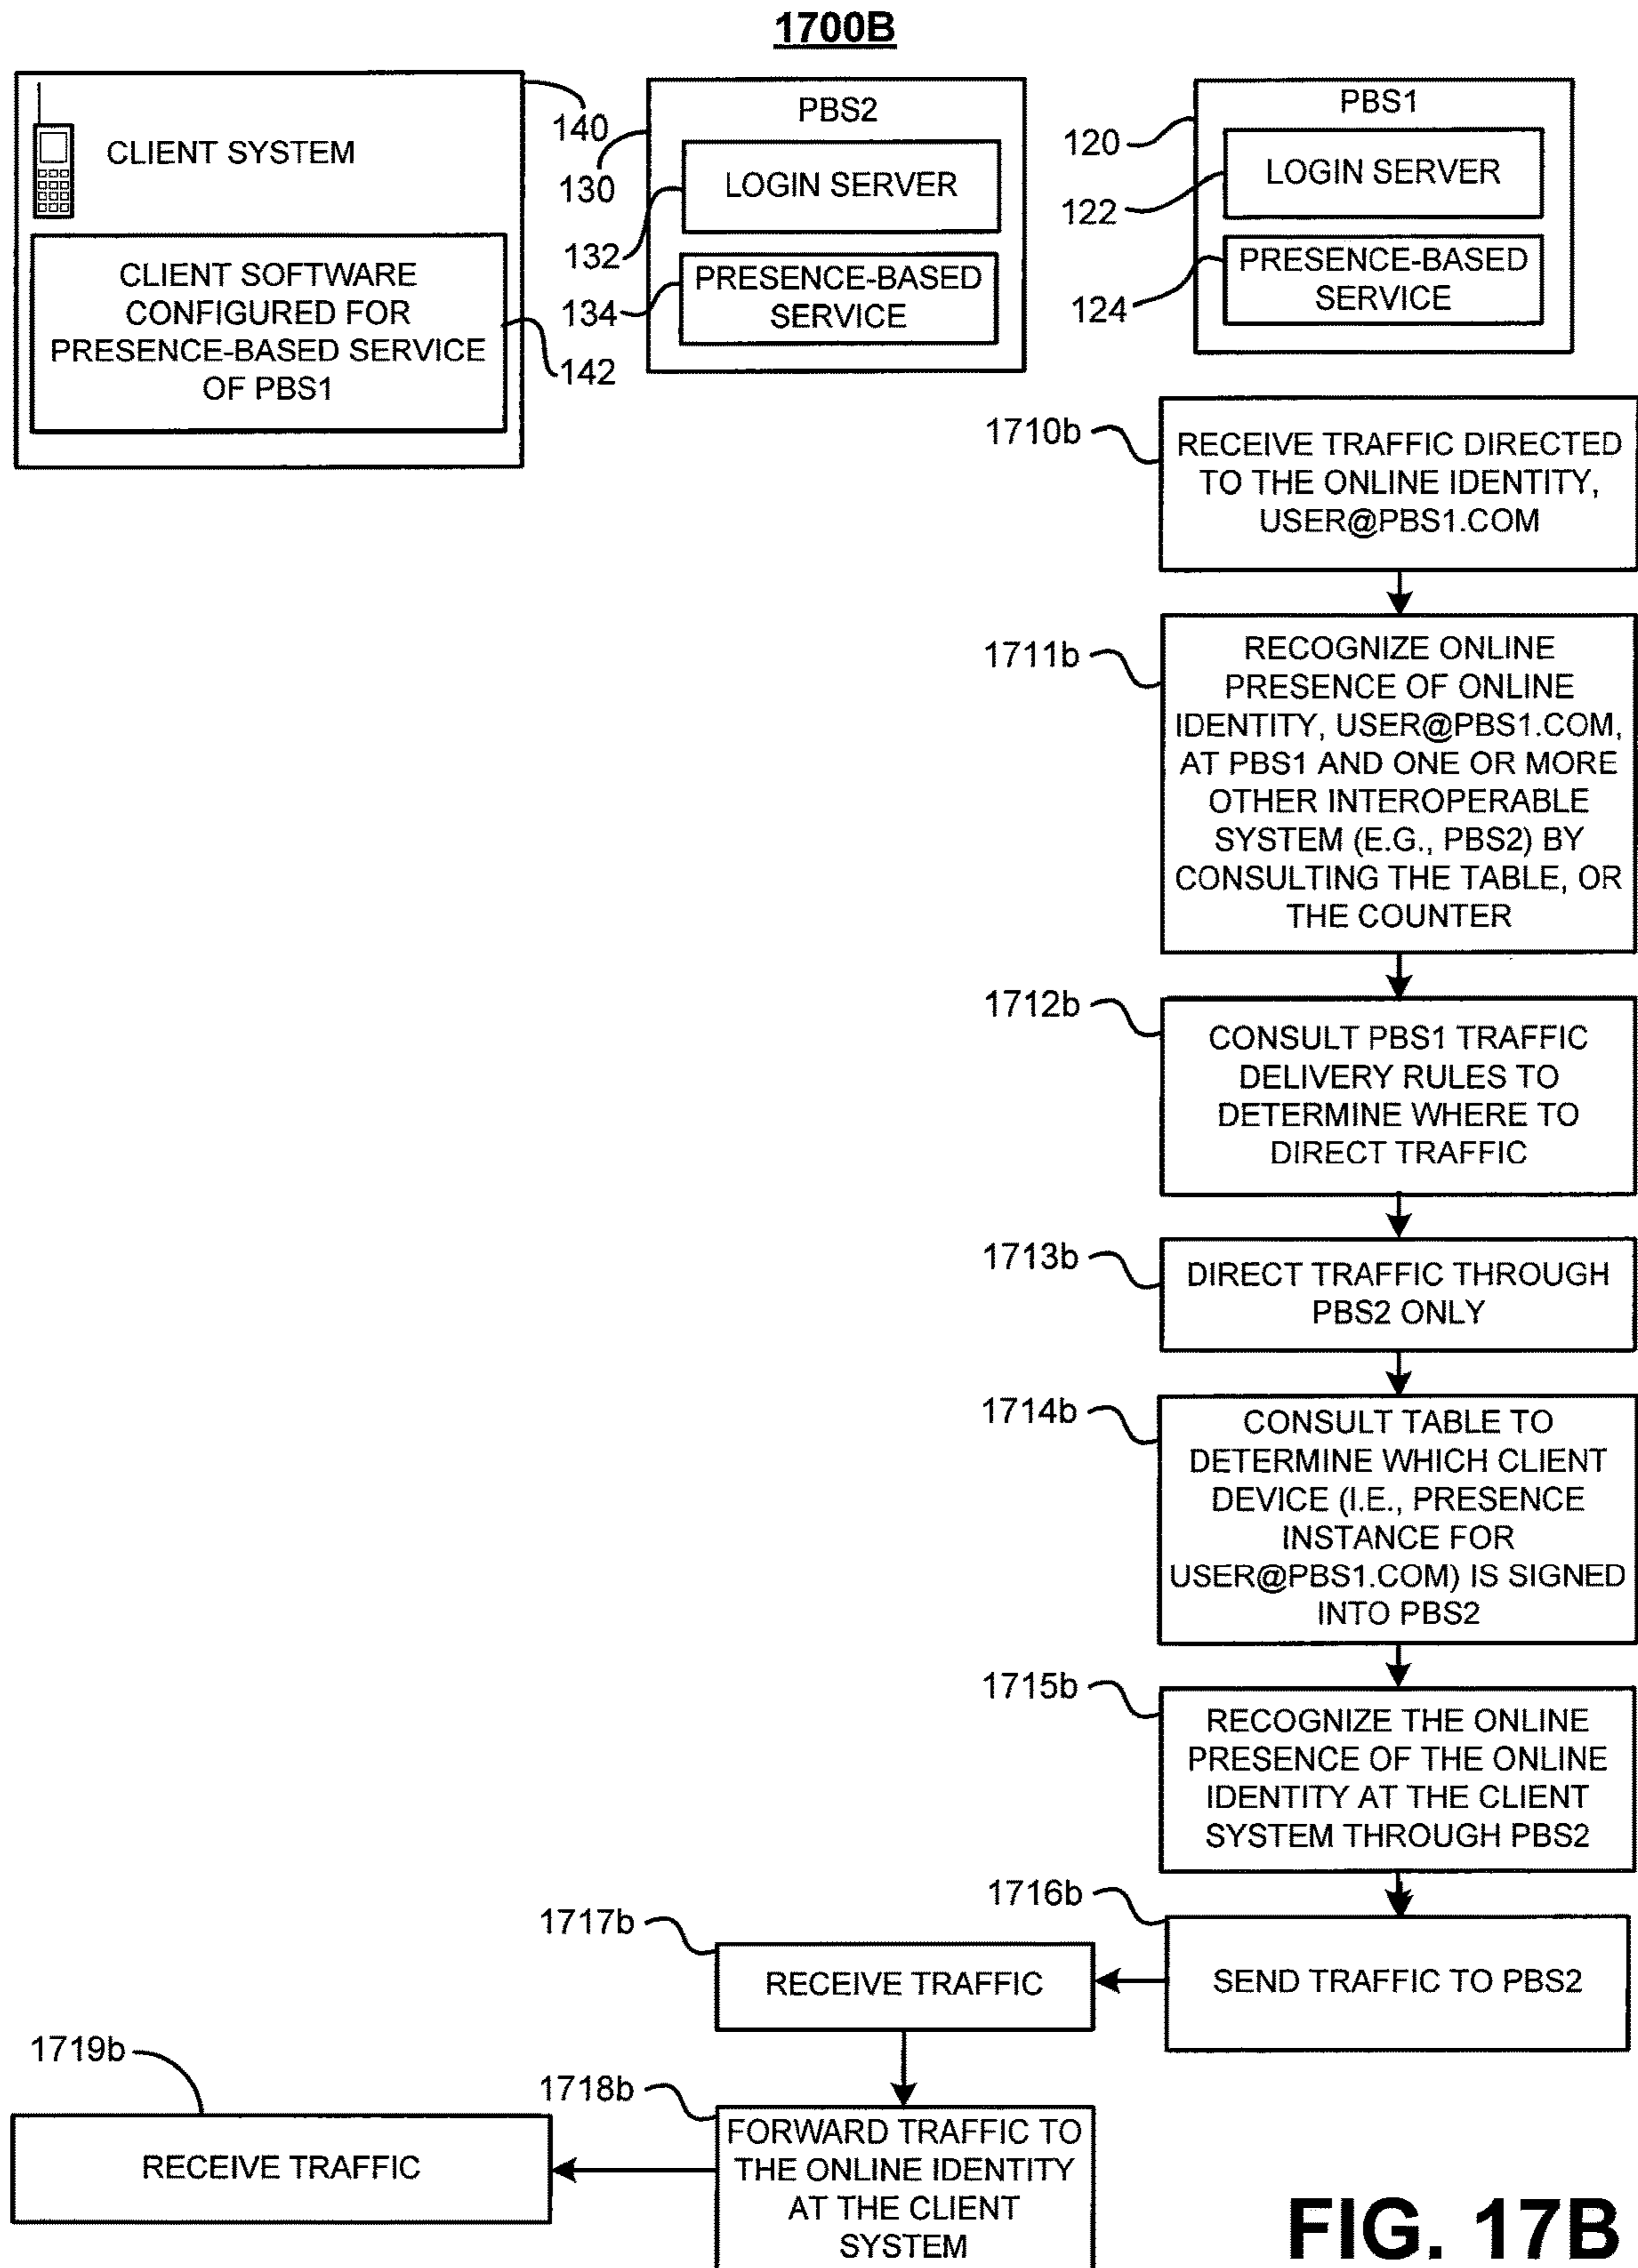 1700B
CLIENT SYSTEM
140
CLIENT SOFTWARE
CONFIGURED FOR
PRESENCE-BASED SERVICE
OF PBS1
142
PBS2
130
LOGIN SERVER
132
PRESENCE-BASED
SERVICE
134
PBS1
120
LOGIN SERVER
122
PRESENCE-BASED
SERVICE
124
1710b
RECEIVE TRAFFIC DIRECTED
TO THE ONLINE IDENTITY,
USER@PBS1.COM
1711b
RECOGNIZE ONLINE
PRESENCE OF ONLINE
IDENTITY, USER@PBS1.COM,
AT PBS1 AND ONE OR MORE
OTHER INTEROPERABLE
SYSTEM (E.G., PBS2) BY
CONSULTING THE TABLE, OR
THE COUNTER
1712b
CONSULT PBS1 TRAFFIC
DELIVERY RULES TO
DETERMINE WHERE TO
DIRECT TRAFFIC
1713b
DIRECT TRAFFIC THROUGH
PBS2 ONLY
1714b
CONSULT TABLE TO
DETERMINE WHICH CLIENT
DEVICE (I.E., PRESENCE
INSTANCE FOR
USER@PBS1.COM) IS SIGNED
INTO PBS2
1715b
RECOGNIZE THE ONLINE
PRESENCE OF THE ONLINE
IDENTITY AT THE CLIENT
SYSTEM THROUGH PBS2
1716b
SEND TRAFFIC TO PBS2
1717b
RECEIVE TRAFFIC
1718b
FORWARD TRAFFIC TO
THE ONLINE IDENTITY
AT THE CLIENT
SYSTEM
1719b
RECEIVE TRAFFIC
FIG. 17B